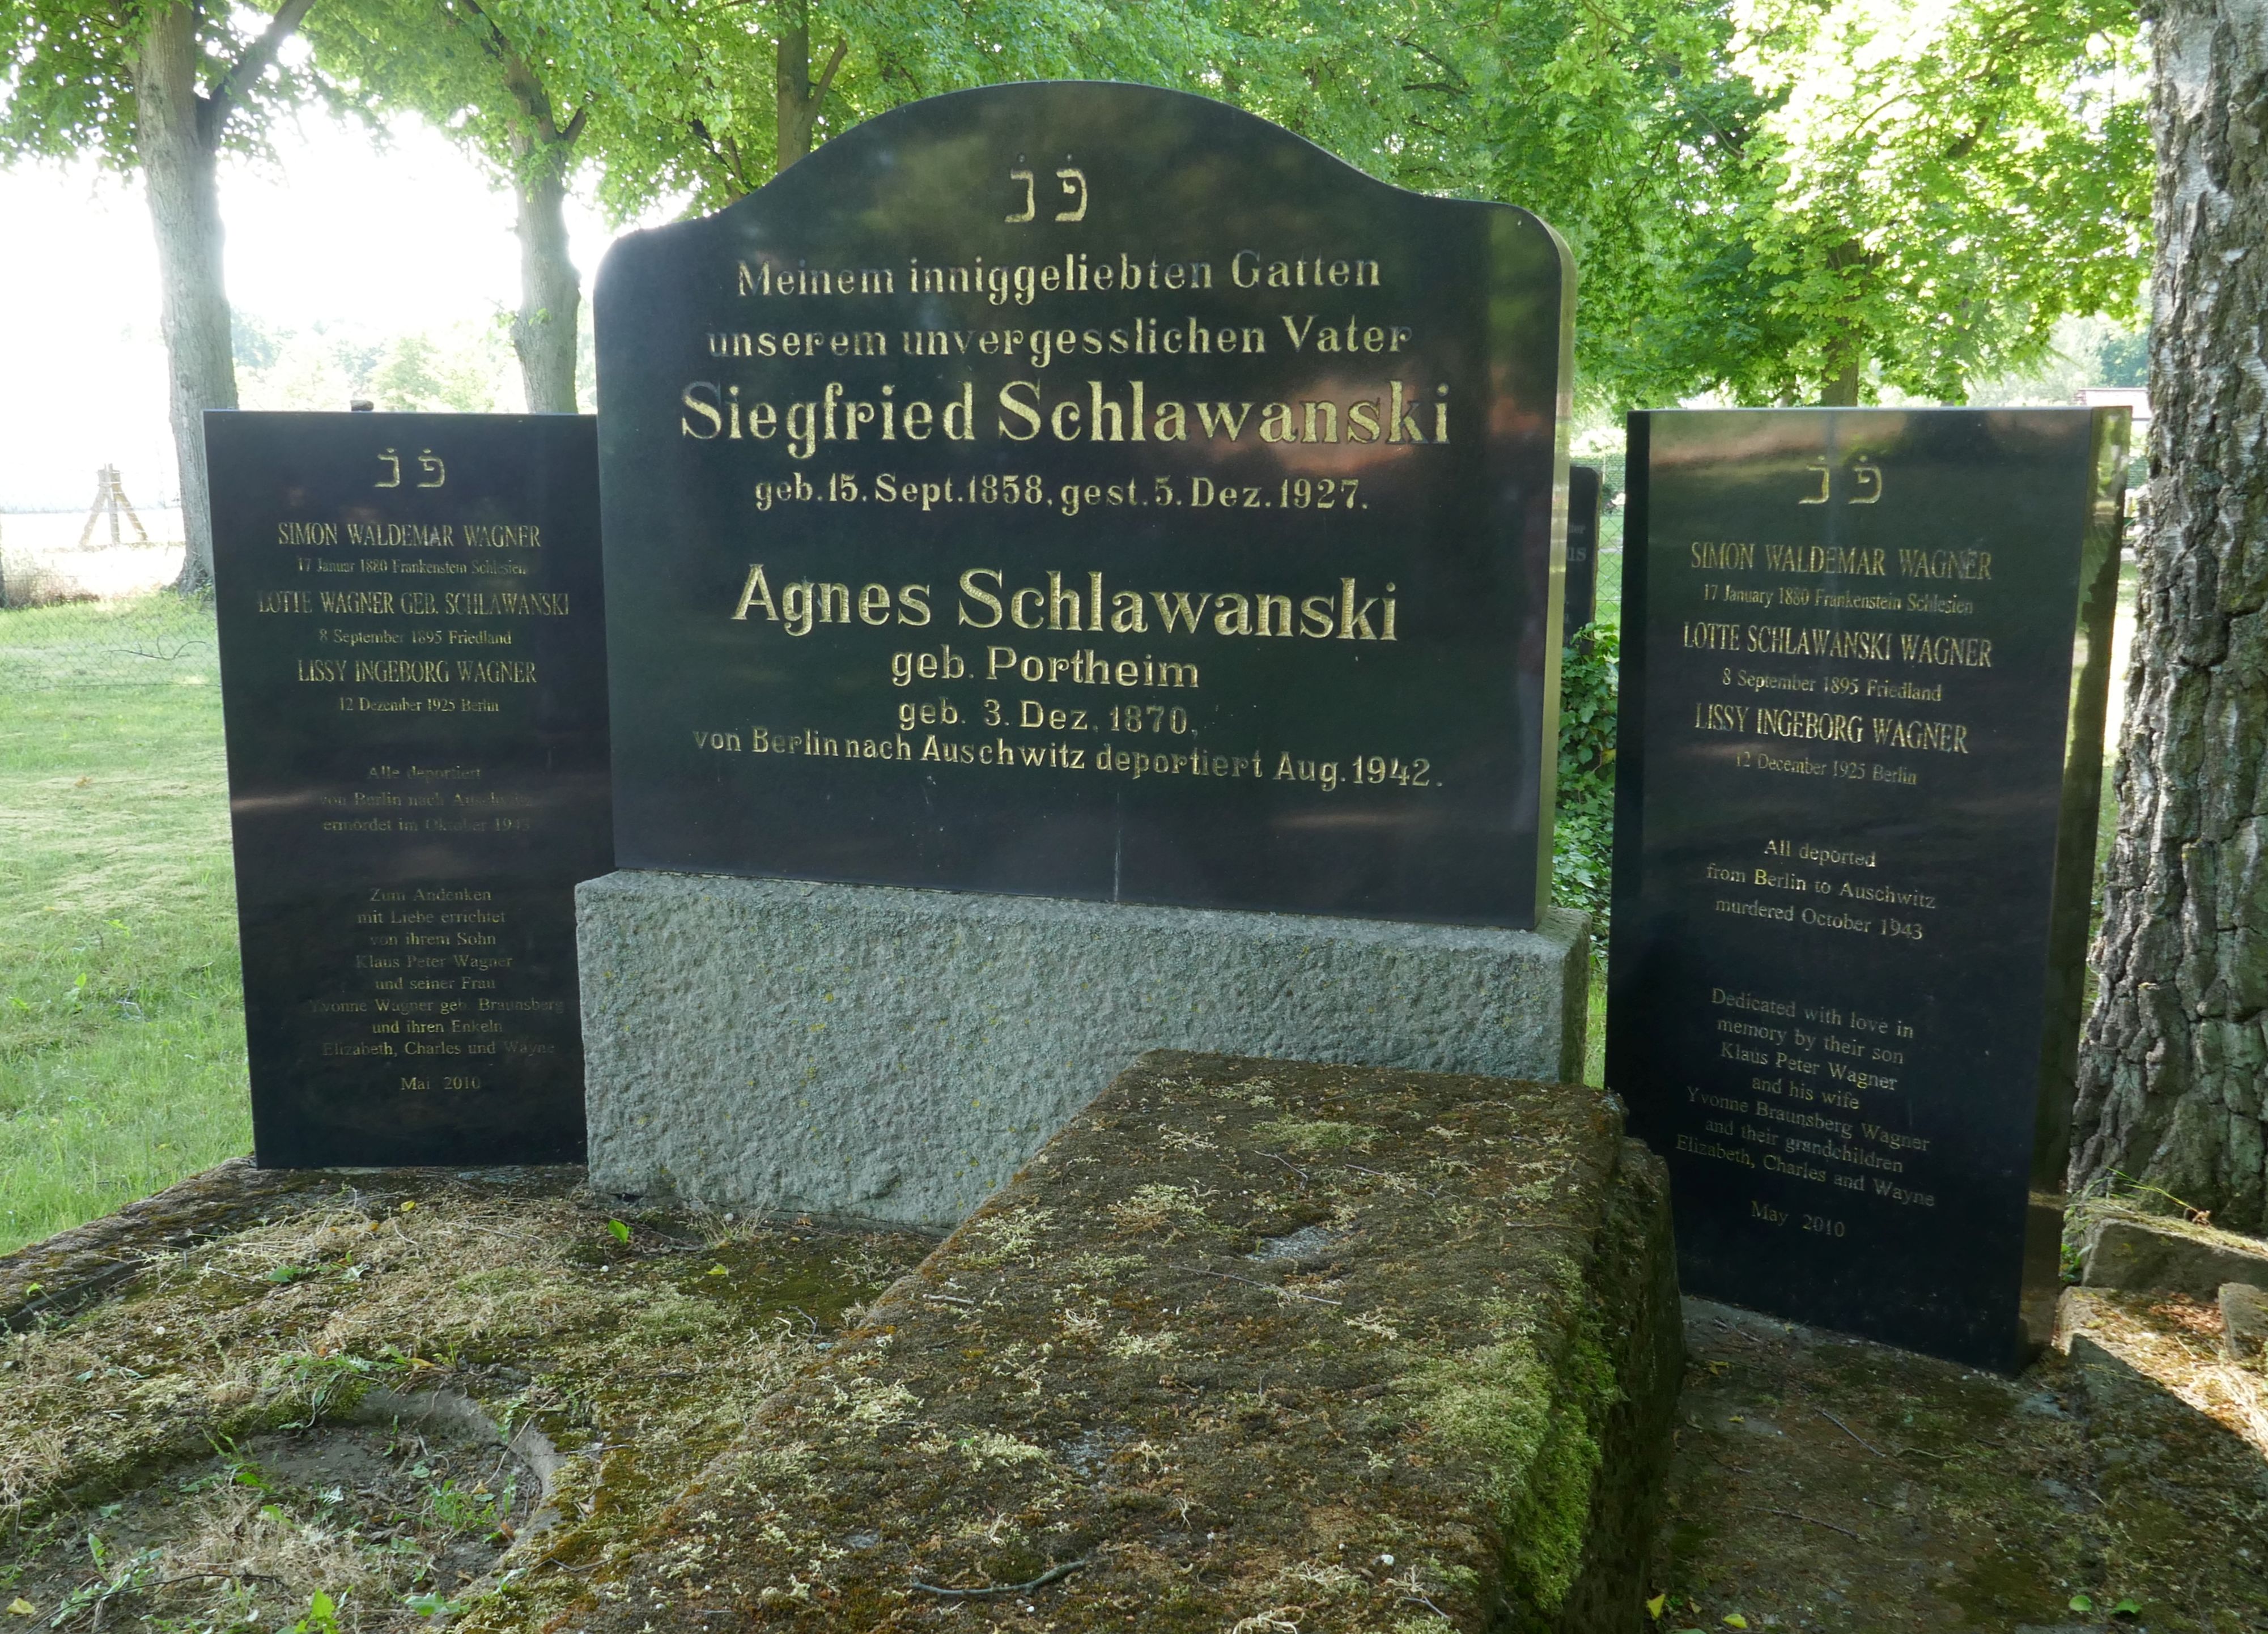 פׄ נׄ
SIMON WALDEMAR WAGNER
17 Januar 1880 Frankenstein Schlesien
LOTTE WAGNER GEB. SCHLAWANSKI
8 September 1895 Friedland
LISSY INGEBORG WAGNER
12 Dezember 1925 Berlin
Alle deportiert
von Berlin nach Auschwitz
ermordet im Oktober 1943
Zum Andenken
mit Liebe errichtet
von ihrem Sohn
Klaus Peter Wagner
und seiner Frau
Yvonne Wagner geb. Braunsberg
und ihren Enkeln
Elizabeth, Charles und Wayne
Mai 2010
פׄ נׄ
Meinem inniggeliebten Gatten
unserem unvergesslichen Vater
Siegfried Schlawanski
geb. 15. Sept. 1858, gest. 5. Dez. 1927.
Agnes Schlawanski
geb. Portheim
geb. 3. Dez. 1870,
von Berlin nach Auschwitz deportiert Aug. 1942.
פׄ נׄ
SIMON WALDEMAR WAGNER
17 January 1880 Frankenstein Schlesien
LOTTE SCHLAWANSKI WAGNER
8 September 1895 Friedland
LISSY INGEBORG WAGNER
12 December 1925 Berlin
All deported
from Berlin to Auschwitz
murdered October 1943
Dedicated with love in
memory by their son
Klaus Peter Wagner
and his wife
Yvonne Braunsberg Wagner
and their grandchildren
Elizabeth, Charles and Wayne
May 2010